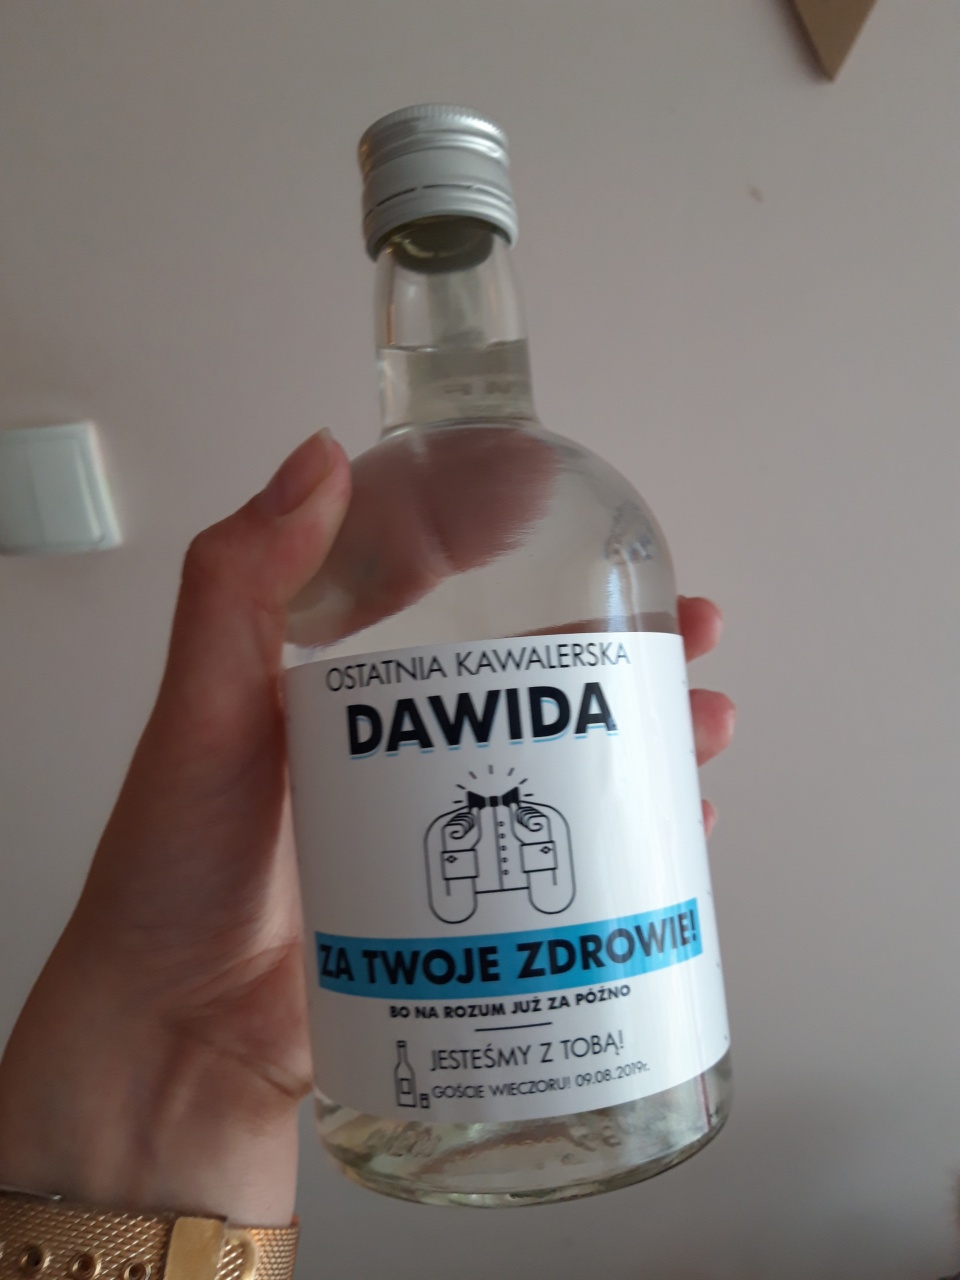 OSTATNIA KAWALERSKA
DAWIDA
ZA TWOJE ZDROWIE!
BO NA ROZUM JUŻ ZA PÓŹNO
JESTEŚMY Z TOBĄ!
GOŚCIE WIECZORU! 09.08.2019r.